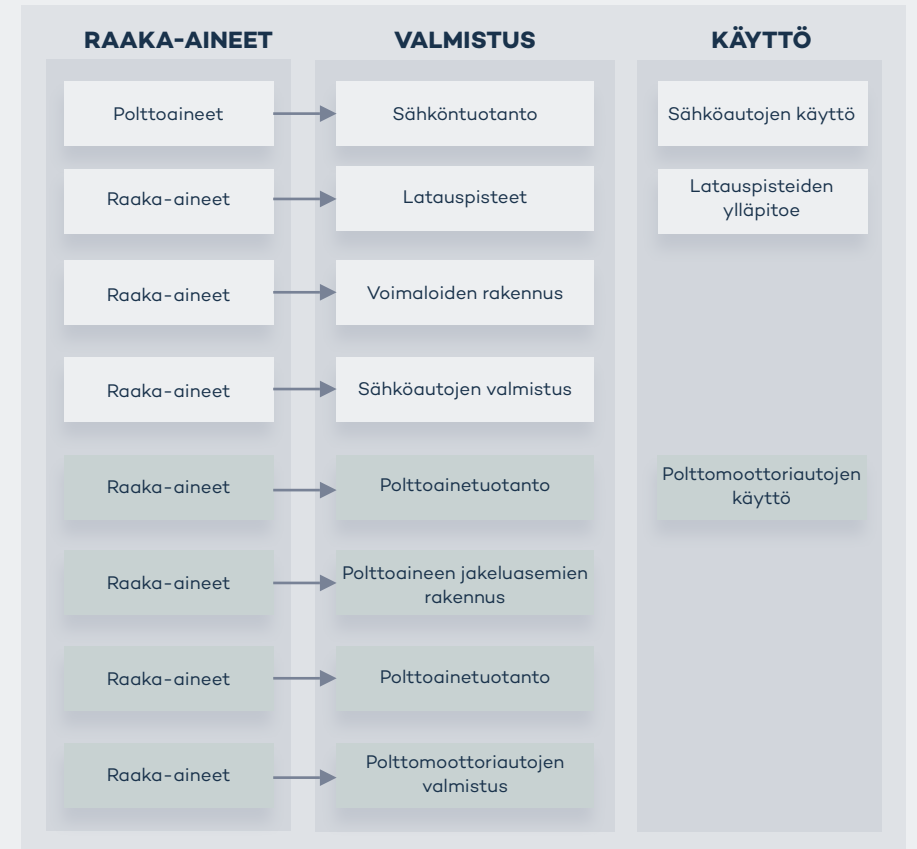 RAAKA-AINEET
VALMISTUS
KÄYTTÖ
Polttoaineet
Sähköntuotanto
Sähköautojen käyttö
Raaka-aineet
Latauspisteet
Latauspisteiden
ylläpitoe
Raaka-aineet
Voimaloiden rakennus
Raaka-aineet
Sähköautojen valmistus
Raaka-aineet
Polttoainetuotanto
Polttomoottoriautojen
käyttö
Raaka-aineet
Polttoaineen jakeluasemien
rakennus
Raaka-aineet
Polttoainetuotanto
Raaka-aineet
Polttomoottoriautojen
valmistus